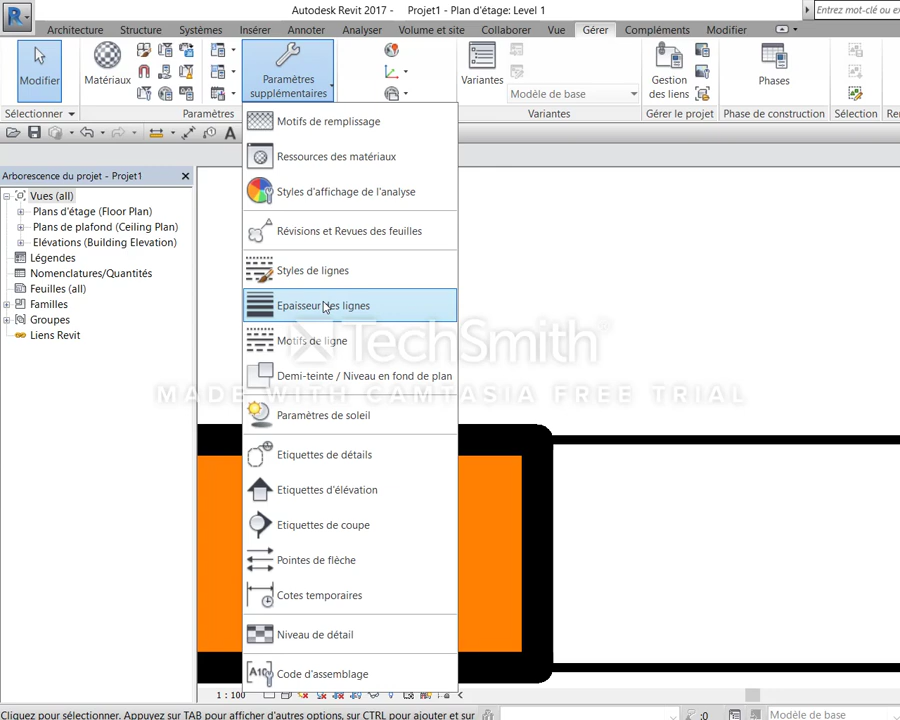 Autodesk Revit 2017 - Projet1 - Plan d'étage: Level 1
Entrez mot-clé ou
Architecture Structure Systèmes Insérer Annoter Analyser Volume et site Collaborer Vue Gérer Compléments Modifier
Modifier
Matériaux
Paramètres
supplémentaires
Variantes
Modèle de base
Gestion
des liens
Phases
Sélectionner
Paramètres
Variantes
Gérer le projet
Phase de construction
Sélection
Arborescence du projet - Projet1
Vues (all)
Plans d'étage (Floor Plan)
Plans de plafond (Ceiling Plan)
Elévations (Building Elevation)
Légendes
Nomenclatures/Quantités
Feuilles (all)
Familles
Groupes
Liens Revit
Motifs de remplissage
Ressources des matériaux
Styles d'affichage de l'analyse
Révisions et Revues des feuilles
Styles de lignes
Epaisseur des lignes
Motifs de ligne
Demi-teinte / Niveau en fond de plan
Paramètres de soleil
Etiquettes de détails
Etiquettes d'élévation
Etiquettes de coupe
Pointes de flèche
Cotes temporaires
Niveau de détail
Code d'assemblage
TechSmith®
MADE WITH CAMTASIA FREE TRIAL
1 : 100
Cliquez pour sélectionner. Appuyez sur TAB pour afficher d'autres options, sur CTRL pour ajouter et sur
:0
Modèle de base